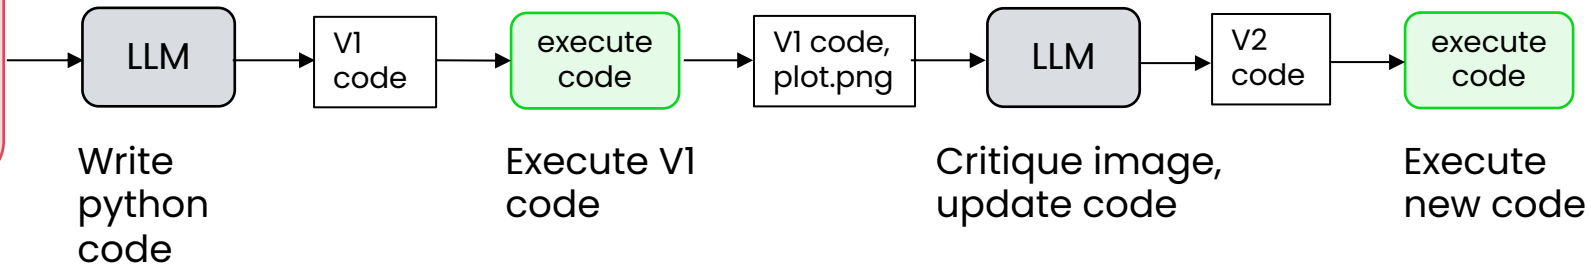 LLM
V1
code
execute
code
V1 code,
plot.png
LLM
V2
code
execute
code
Write
python
code
Execute V1
code
Critique image,
update code
Execute
new code